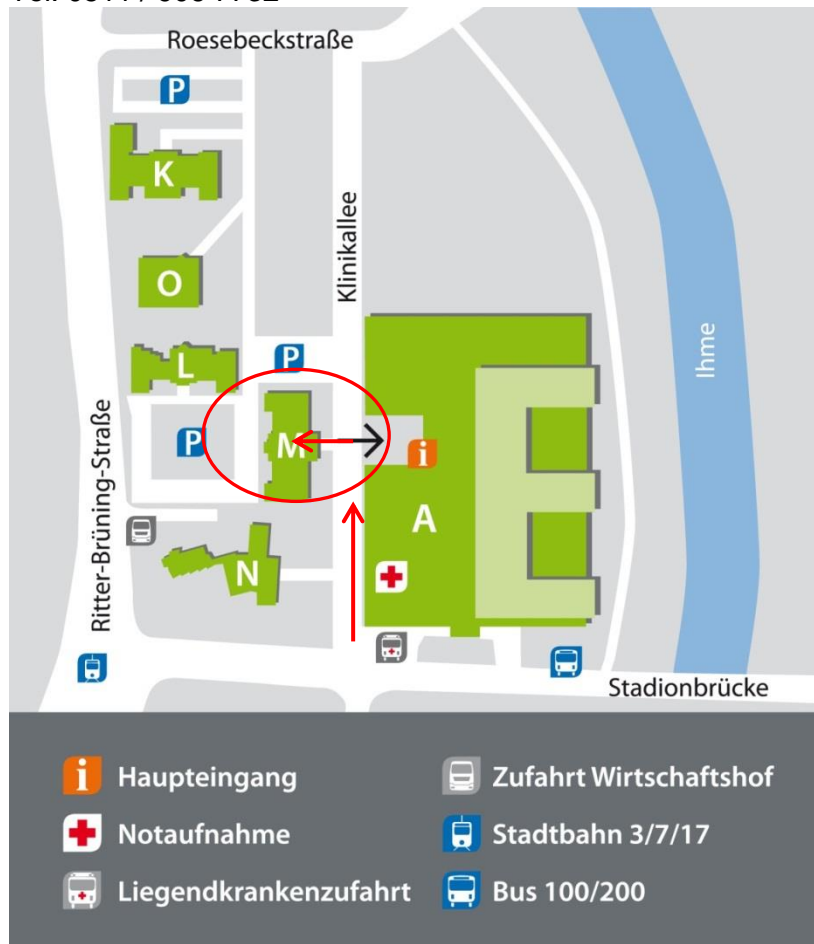 Roesebeckstraße
P
K
Klinikallee
O
Ihme
P
L
Ritter-Brüning-Straße
P
M
i
A
N
Stadionbrücke
i Haupteingang
Zufahrt Wirtschaftshof
Notaufnahme
Stadtbahn 3/7/17
Liegendkrankenzufahrt
Bus 100/200